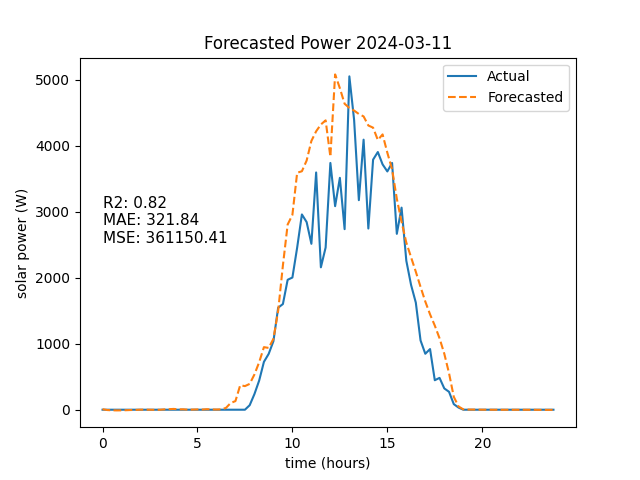 Forecasted Power 2024-03-11
Actual
Forecasted
R2: 0.82
MAE: 321.84
MSE: 361150.41
solar power (W)
5000
4000
3000
2000
1000
0
0 5 10 15 20
time (hours)